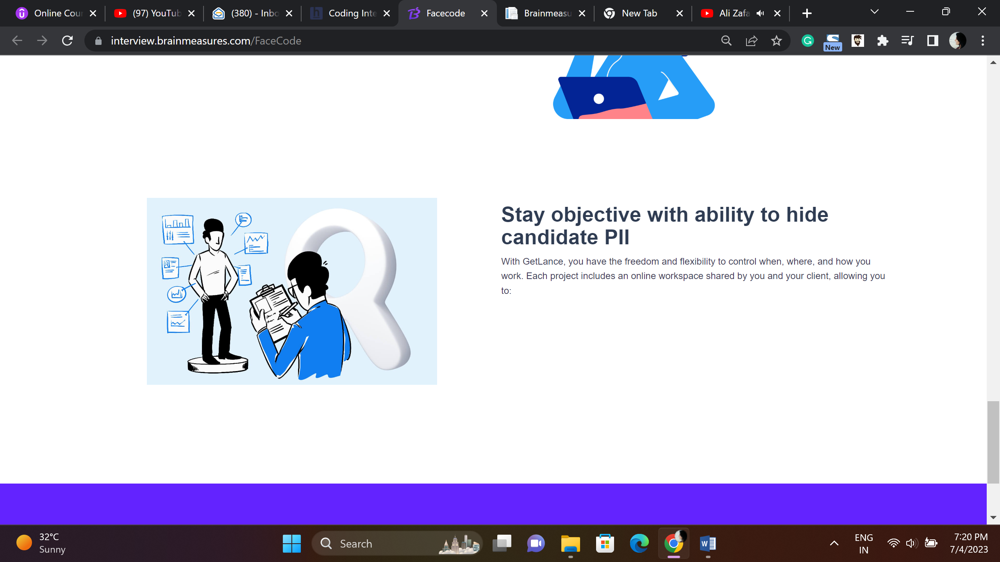 Online Cour
(97) YouTub
(380) - Inbo
Coding Inte
Facecode
Brainmeasu
New Tab
Ali Zafa
interview.brainmeasures.com/FaceCode
New
Stay objective with ability to hide
candidate PII
With GetLance, you have the freedom and flexibility to control when, where, and how you
work. Each project includes an online workspace shared by you and your client, allowing you
to:
32°C
Sunny
Search
ENG
IN
7:20 PM
7/4/2023